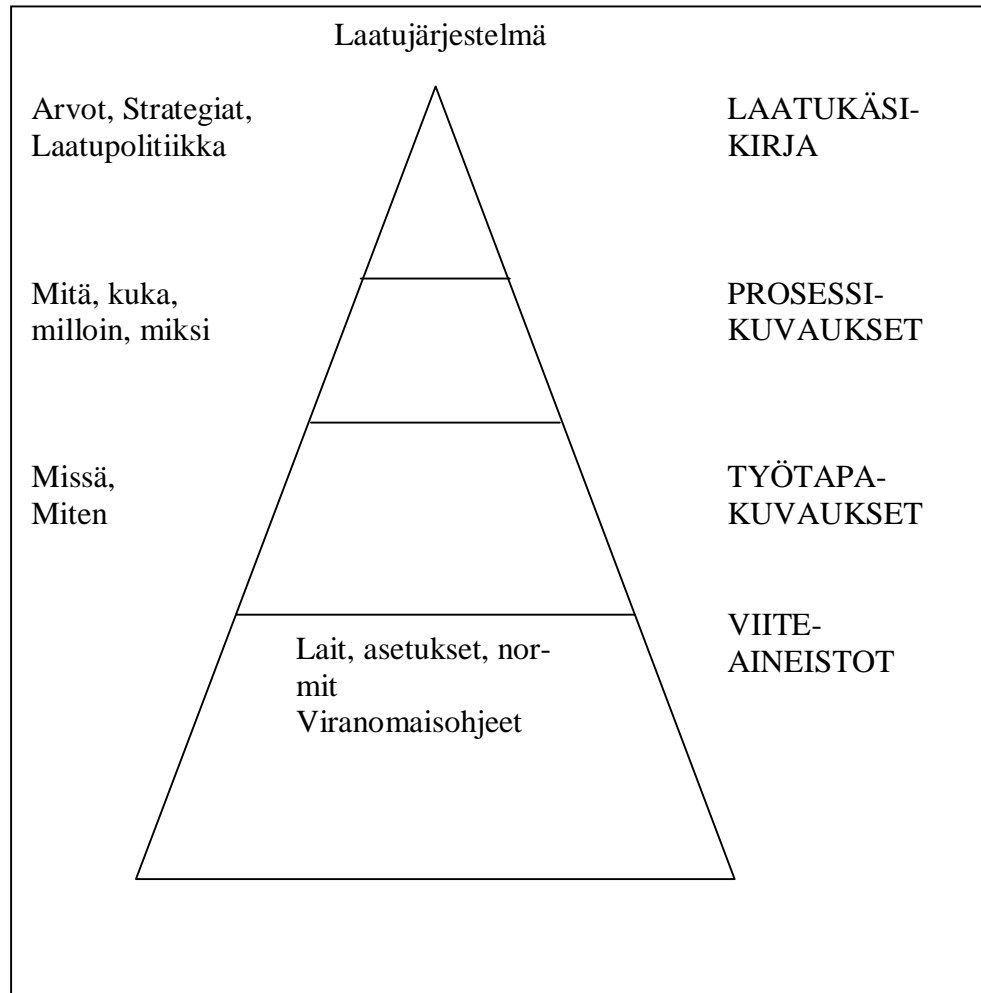 Laatujärjestelmä
Arvot, Strategiat,
Laatupolitiikka
LAATUKÄSI-
KIRJA
Mitä, kuka,
milloin, miksi
PROSESSI-
KUVAUKSET
Missä,
Miten
TYÖTAPA-
KUVAUKSET
Lait, asetukset, nor-
mit
Viranomaisohjeet
VIITE-
AINEISTOT